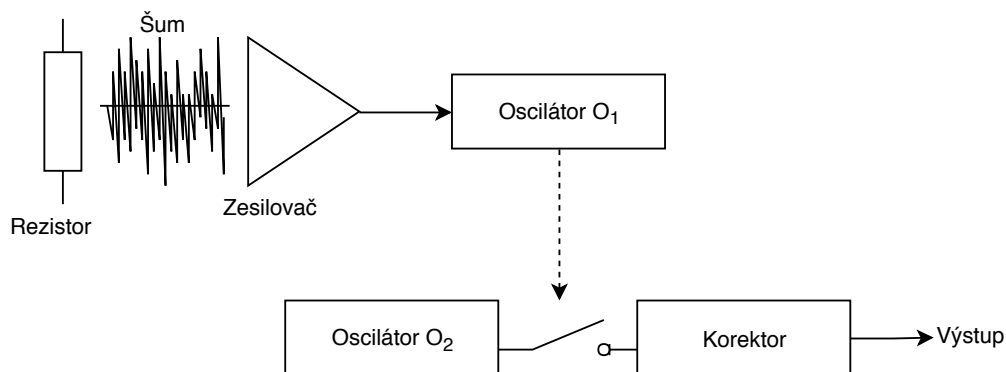 Šum
Oscilátor O₁
Zesilovač
Rezistor
Oscilátor O₂
Korektor
Výstup